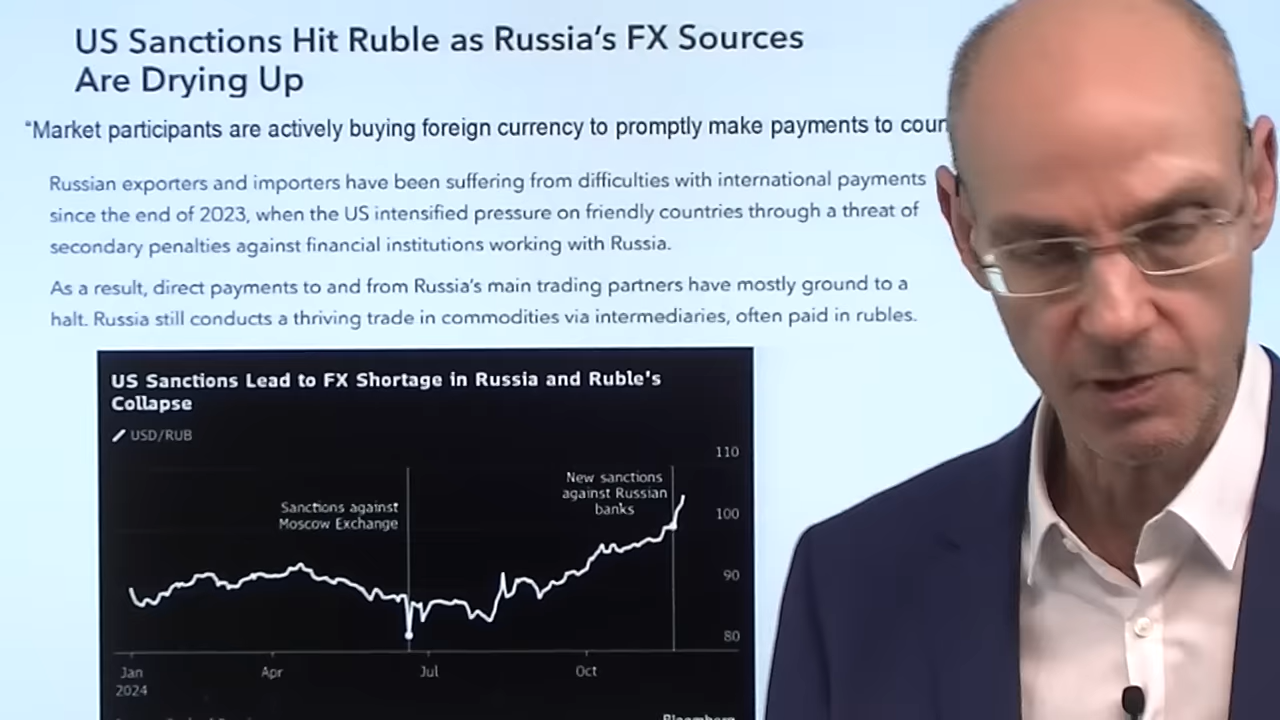 US Sanctions Hit Ruble as Russia's FX Sources
Are Drying Up
“Market participants are actively buying foreign currency to promptly make payments to
Russian exporters and importers have been suffering from difficulties with international payments
since the end of 2023, when the US intensified pressure on friendly countries through a threat of
secondary penalties against financial institutions working with Russia.
As a result, direct payments to and from Russia's main trading partners have mostly ground to a
halt. Russia still conducts a thriving trade in commodities via intermediaries, often paid in rubles.
US Sanctions Lead to FX Shortage in Russia and Ruble's
Collapse
USD/RUB
110
New sanctions
against Russian
banks
Sanctions against
Moscow Exchange
100
90
80
Jan
Apr
Jul
Oct
2024